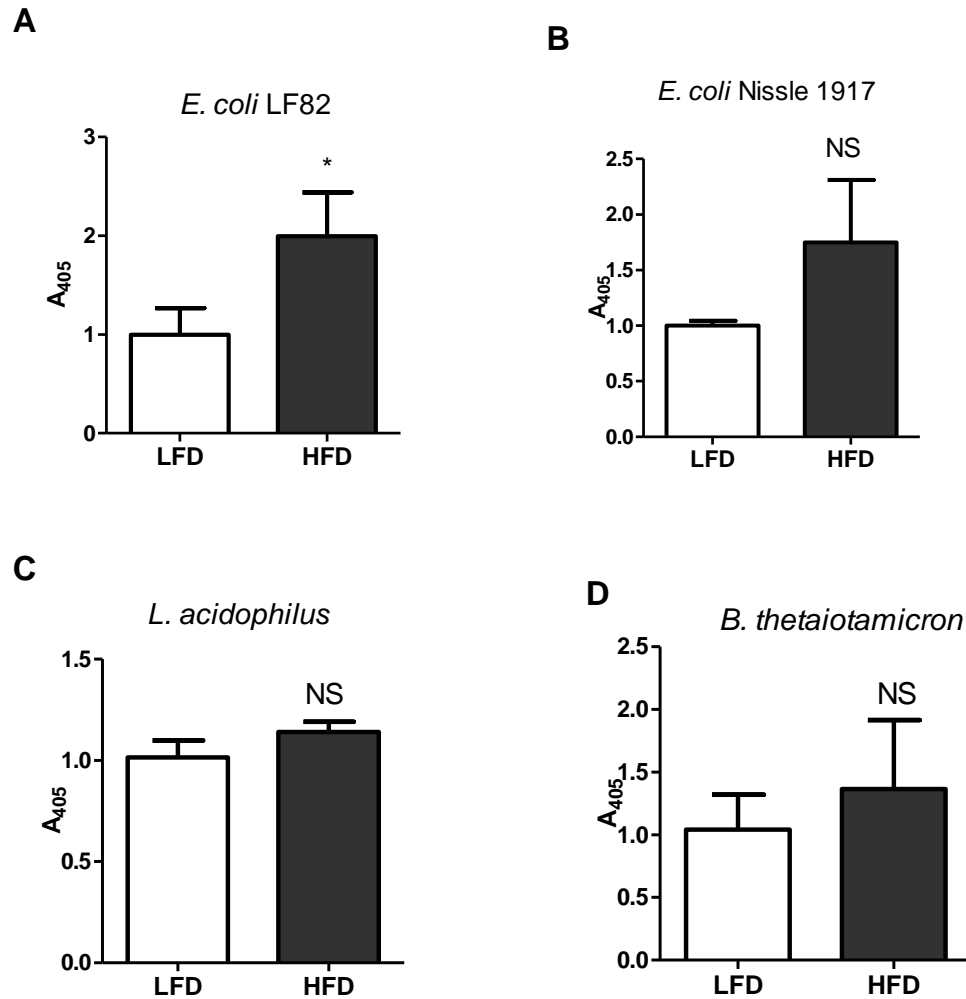 A
E. coli LF82
3
*
2
A405
1
0
LFD HFD
B
E. coli Nissle 1917
2.5
NS
2.0
1.5
A405
1.0
0.5
0.0
LFD HFD
C
L. acidophilus
1.5
NS
1.0
A405
0.5
0.0
LFD HFD
D
B. thetaiotamicron
2.5
NS
2.0
1.5
A405
1.0
0.5
0.0
LFD HFD